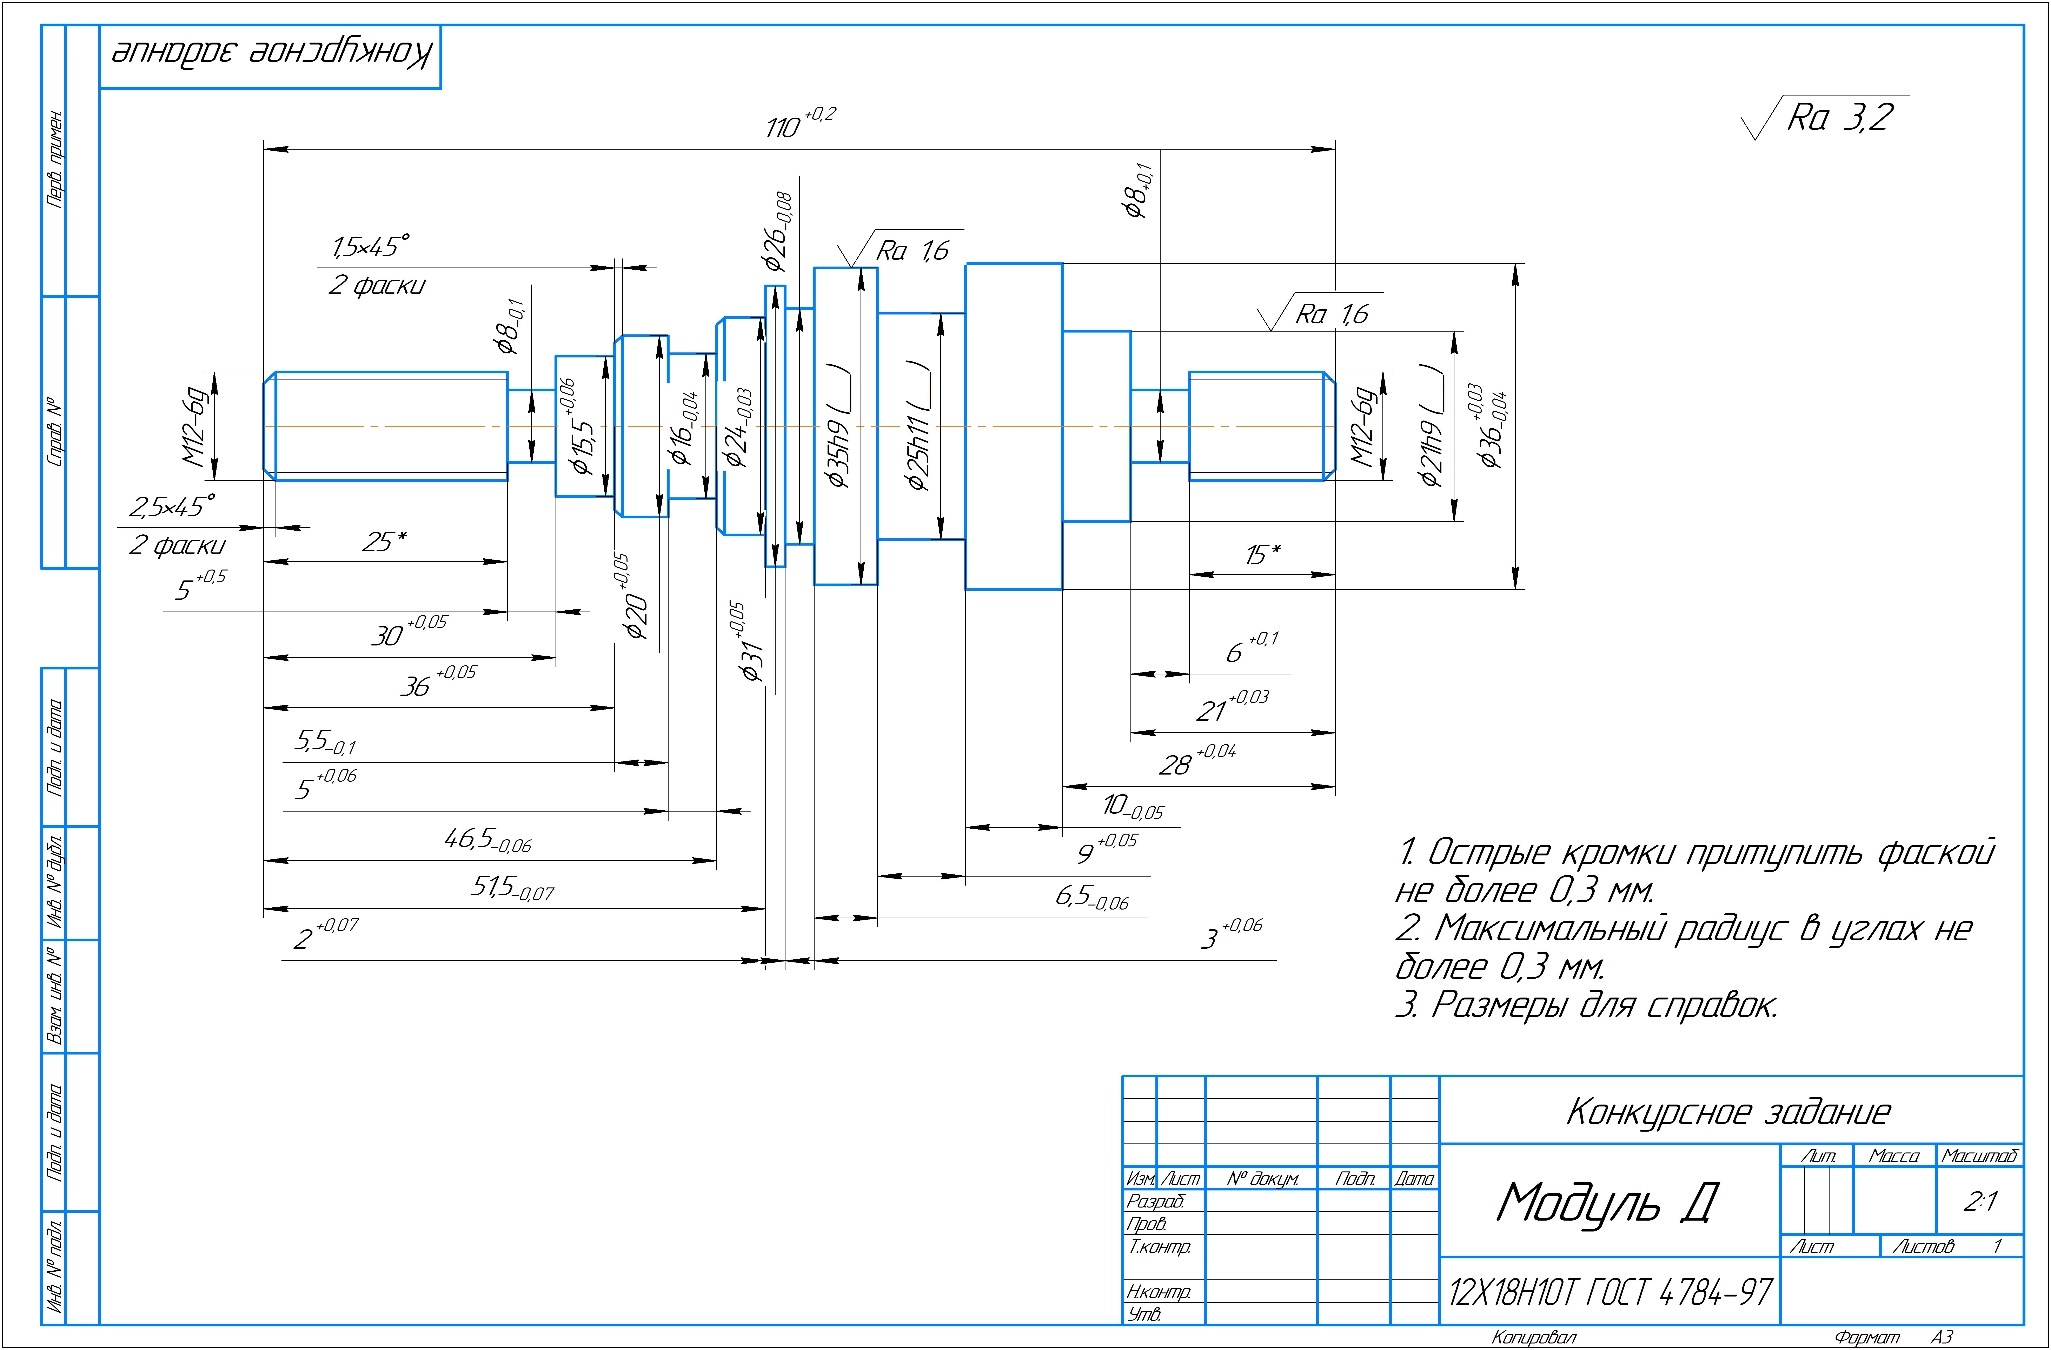 Конкурсное задание
Перв. примен.
Справ. №
Подп. и дата
Инв. № дубл.
Взам. инв. №
Подп. и дата
Инв. № подл.
√Ra 3,2
110 +0,2
1,5×45°
2 фаски
ϕ8-0,1
ϕ26-0,08
Ra 1,6
ϕ8+0,1
Ra 1,6
M12-6g
ϕ15,5+0,06
ϕ16-0,04
ϕ24-0,03
ϕ35h9 (__)
ϕ25h11 (__)
M12-6g
ϕ21h9 (__)
ϕ36+0,03 -0,04
2,5×45°
2 фаски
25*
15*
5+0,5
ϕ20+0,05
ϕ31+0,05
30+0,05
6+0,1
36+0,05
21+0,03
5,5-0,1
28+0,04
5+0,06
10-0,05
46,5-0,06
9+0,05
51,5-0,07
6,5-0,06
2+0,07
3+0,06
1. Острые кромки притупить фаской
не более 0,3 мм.
2. Максимальный радиус в углах не
более 0,3 мм.
3. Размеры для справок.
Конкурсное задание
Лит. Масса Масштаб
Изм. Лист № докум. Подп. Дата
Разраб.
Модуль Д
2:1
Пров.
Т.контр.
Лист Листов 1
Н.контр.
12Х18Н10Т ГОСТ 4784-97
Утв.
Копировал Формат А3